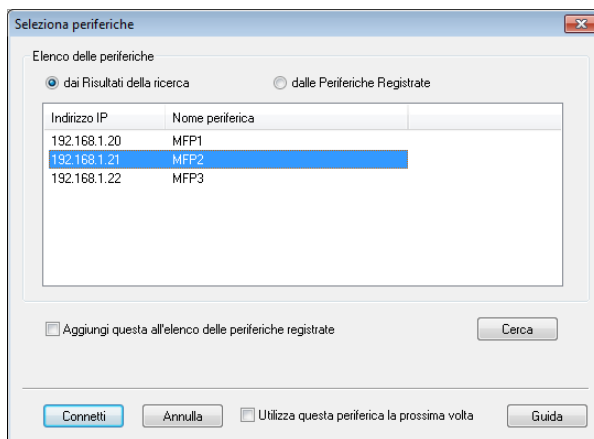 Seleziona periferiche
Elenco delle periferiche
dai Risultati della ricerca dalle Periferiche Registrate
Indirizzo IP Nome periferica
192.168.1.20 MFP1
192.168.1.21 MFP2
192.168.1.22 MFP3
Aggiungi questa all'elenco delle periferiche registrate Cerca
Connetti Annulla Utilizza questa periferica la prossima volta Guida